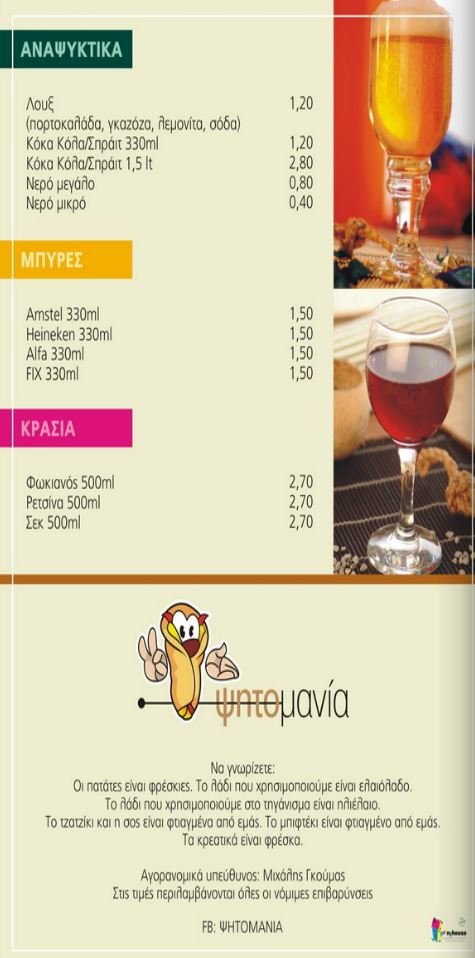 ΑΝΑΨΥΚΤΙΚΑ
Λουξ 1,20
(πορτοκαλάδα, γκαζόζα, λεμονίτα, σόδα)
Κόκα Κόλα/Σπράιτ 330ml 1,20
Κόκα Κόλα/Σπράιτ 1,5 lt 2,80
Νερό μεγάλο 0,80
Νερό μικρό 0,40
ΜΠΥΡΕΣ
Amstel 330ml 1,50
Heineken 330ml 1,50
Alfa 330ml 1,50
FIX 330ml 1,50
ΚΡΑΣΙΑ
Φωκιανός 500ml 2,70
Ρετσίνα 500ml 2,70
Σεκ 500ml 2,70
ψητομανία
Να γνωρίζετε:
Οι πατάτες είναι φρέσκιες. Το λάδι που χρησιμοποιούμε είναι ελαιόλαδο.
Το λάδι που χρησιμοποιούμε στο τηγάνισμα είναι ηλιέλαιο.
Το τζατζίκι και η σος είναι φτιαγμένα από εμάς. Το μπιφτέκι είναι φτιαγμένο από εμάς.
Τα κρεατικά είναι φρέσκα.
Αγορανομικά υπεύθυνος: Μιχάλης Γκούμας
Στις τιμές περιλαμβάνονται όλες οι νόμιμες επιβαρύνσεις
FB: ΨΗΤΟΜΑΝΙΑ